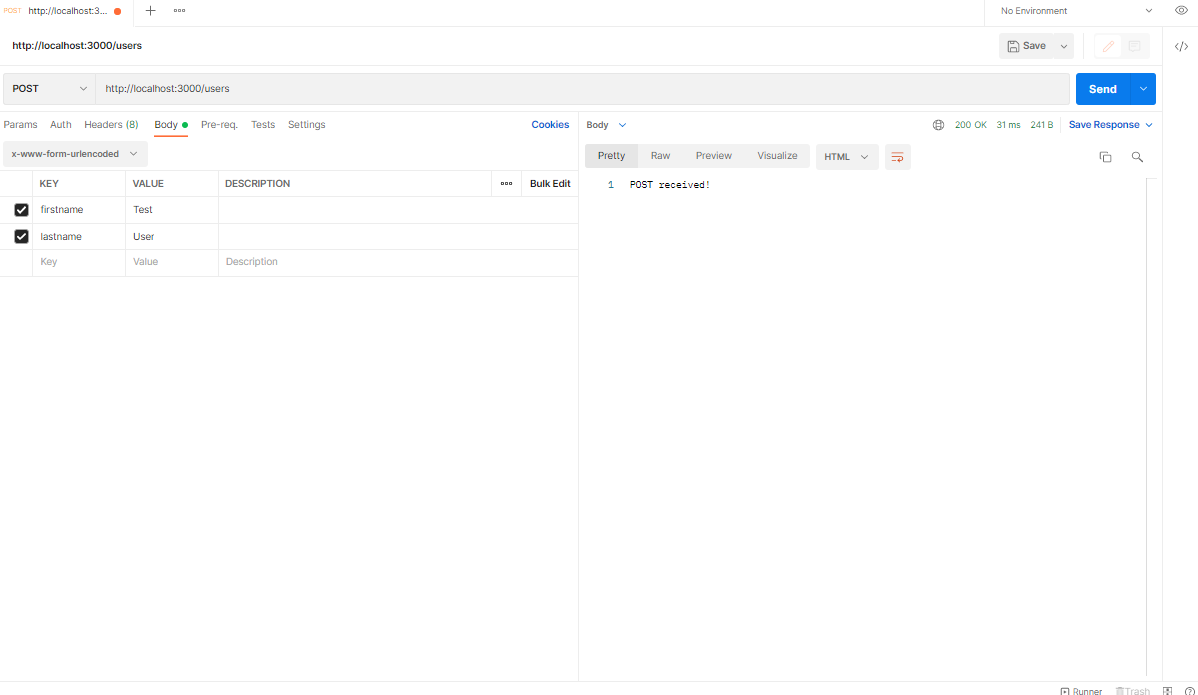 POST http://localhost:3... No Environment
http://localhost:3000/users Save
POST http://localhost:3000/users Send
Params Auth Headers (8) Body Pre-req. Tests Settings Cookies
Body 200 OK 31 ms 241 B Save Response
x-www-form-urlencoded
Pretty Raw Preview Visualize HTML
KEY VALUE DESCRIPTION Bulk Edit
1 POST received!
firstname Test
lastname User
Key Value Description
Runner Trash